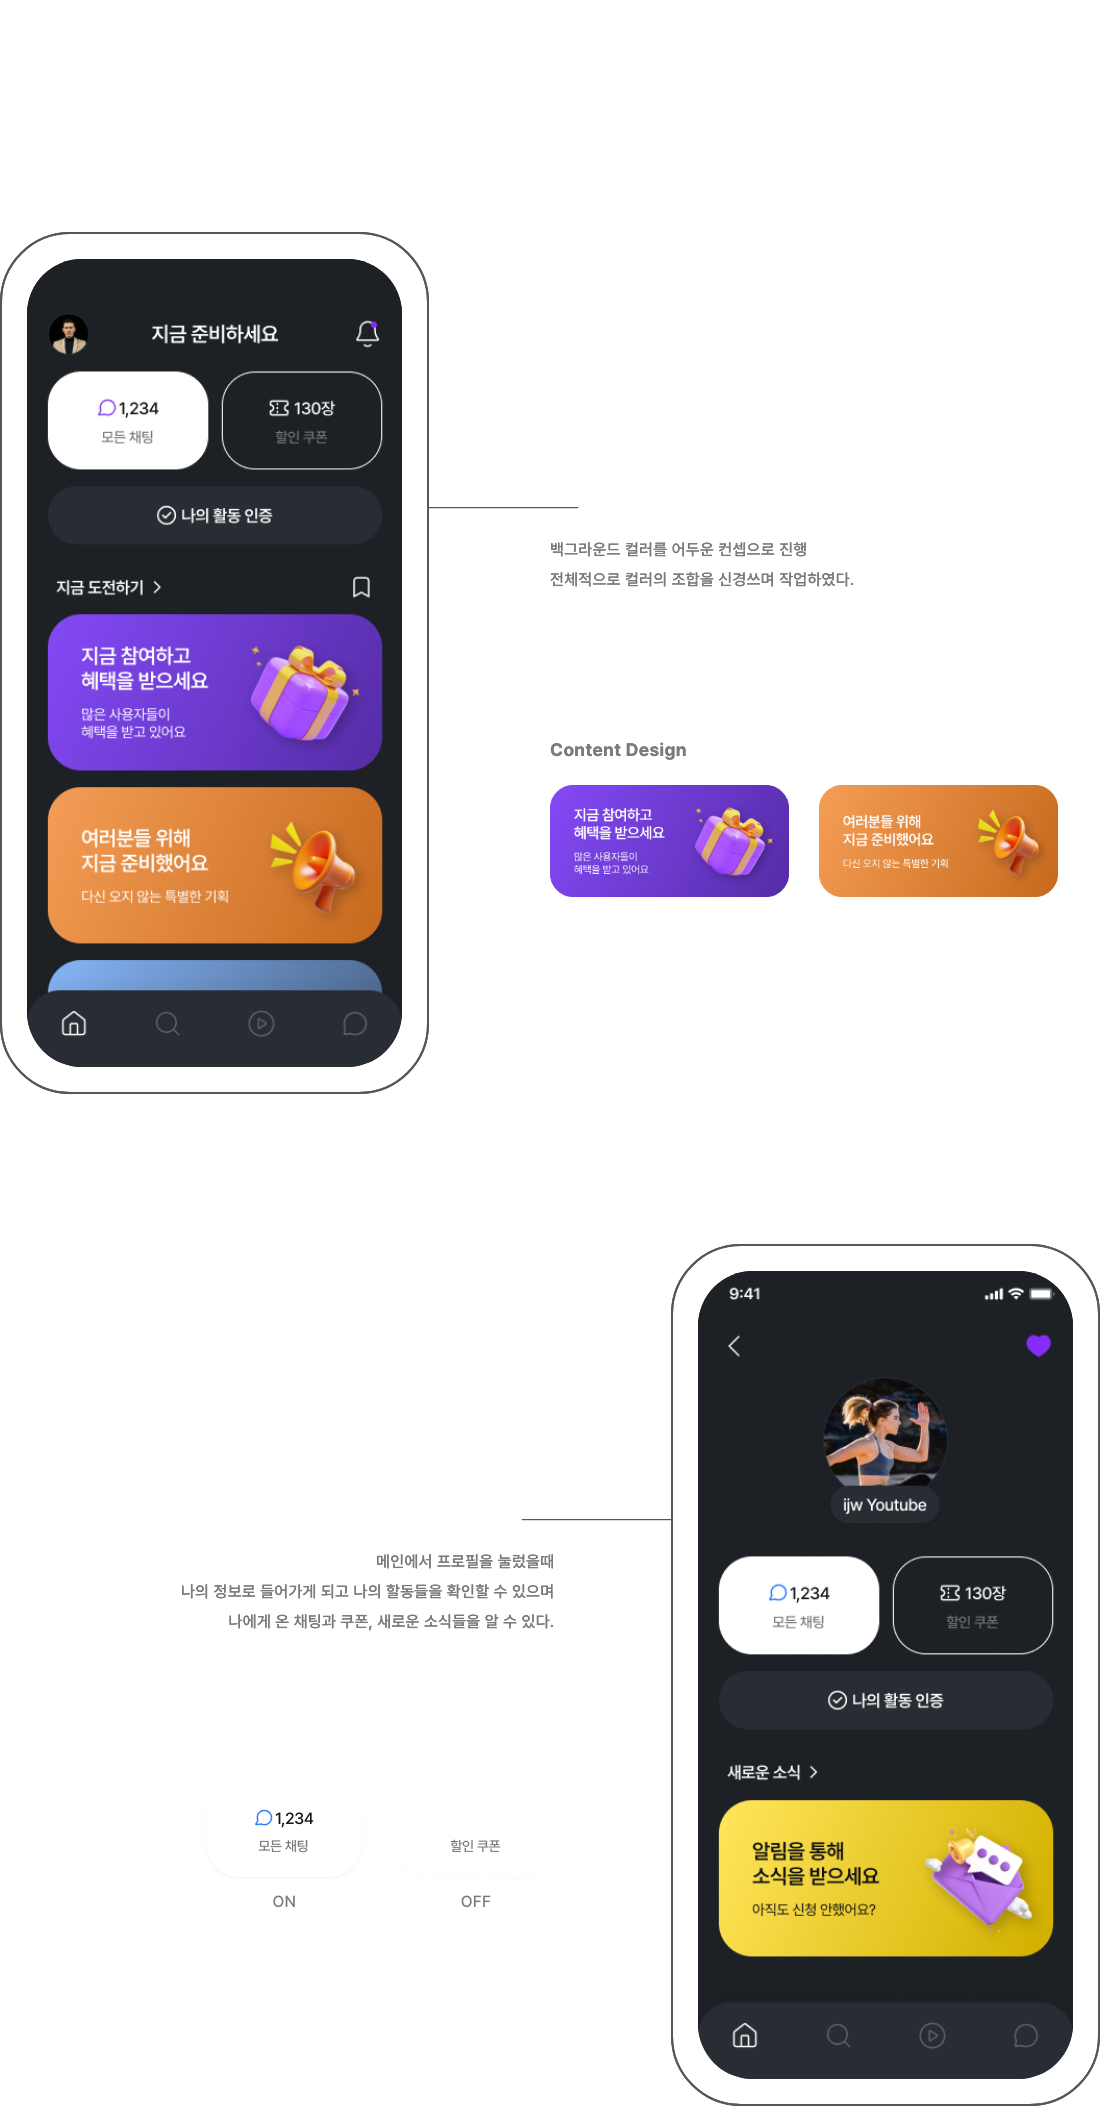 지금 준비하세요
1,234
모든 채팅
130장
할인 쿠폰
나의 활동 인증
지금 도전하기
지금 참여하고
혜택을 받으세요
많은 사용자들이
혜택을 받고 있어요
여러분들 위해
지금 준비했어요
다신 오지 않는 특별한 기획
백그라운드 컬러를 어두운 컨셉으로 진행
전체적으로 컬러의 조합을 신경쓰며 작업하였다.
Content Design
지금 참여하고
혜택을 받으세요
많은 사용자들이
혜택을 받고 있어요
여러분들 위해
지금 준비했어요
다신 오지 않는 특별한 기획
메인에서 프로필을 눌렀을때
나의 정보로 들어가게 되고 나의 할동들을 확인할 수 있으며
나에게 온 채팅과 쿠폰, 새로운 소식들을 알 수 있다.
1,234
모든 채팅
ON
할인 쿠폰
OFF
9:41
ijw Youtube
1,234
모든 채팅
130장
할인 쿠폰
나의 활동 인증
새로운 소식
알림을 통해
소식을 받으세요
아직도 신청 안했어요?